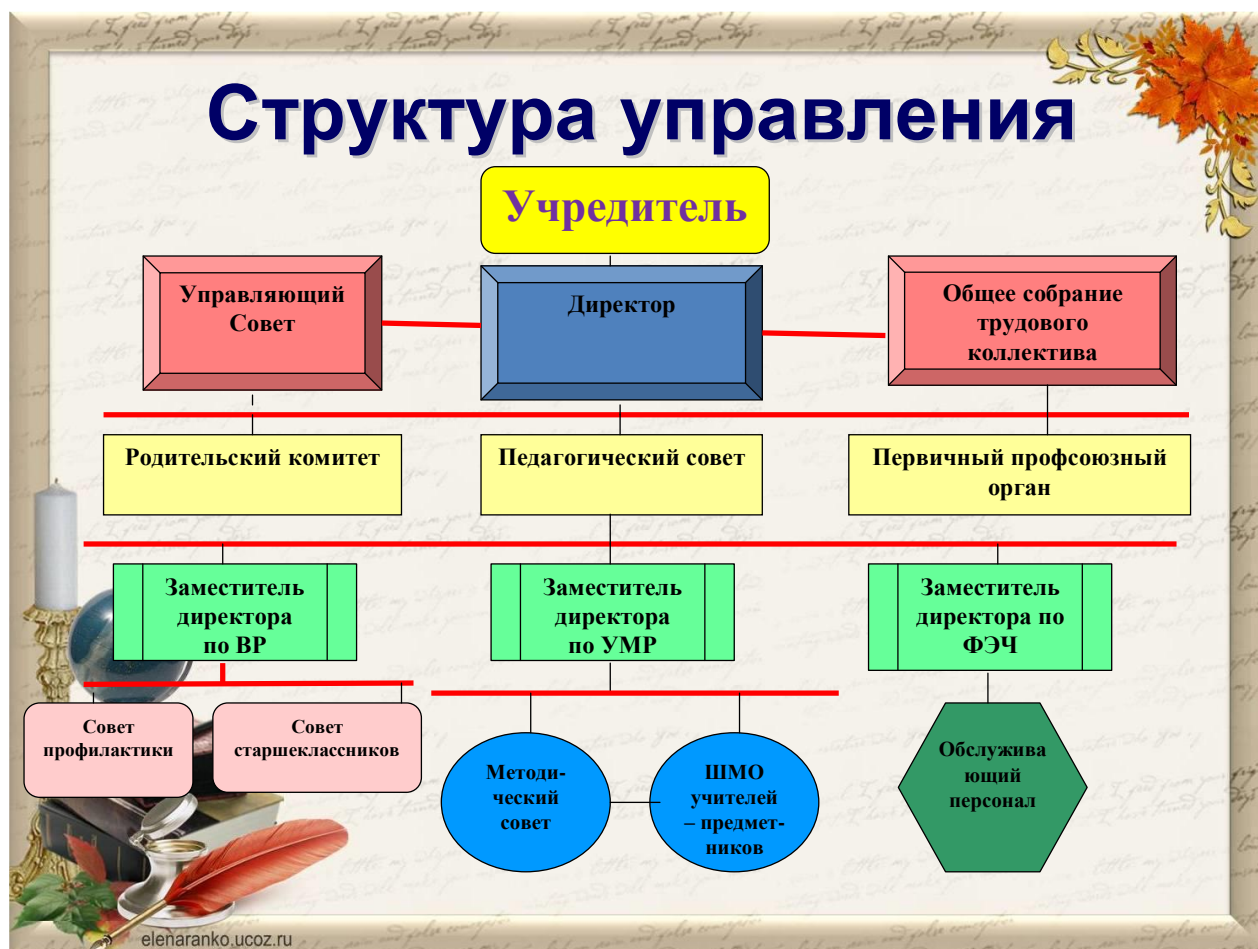 Структура управления
Учредитель
Управляющий
Совет
Директор
Общее собрание
трудового
коллектива
Родительский комитет
Педагогический совет
Первичный профсоюзный
орган
Заместитель
директора
по ВР
Заместитель
директора
по УМР
Заместитель
директора по
ФЭЧ
Совет
профилактики
Совет
старшеклассников
Методи-
ческий
совет
ШМО
учителей
– предмет-
ников
Обслужива
ющий
персонал
elenaranko.ucoz.ru